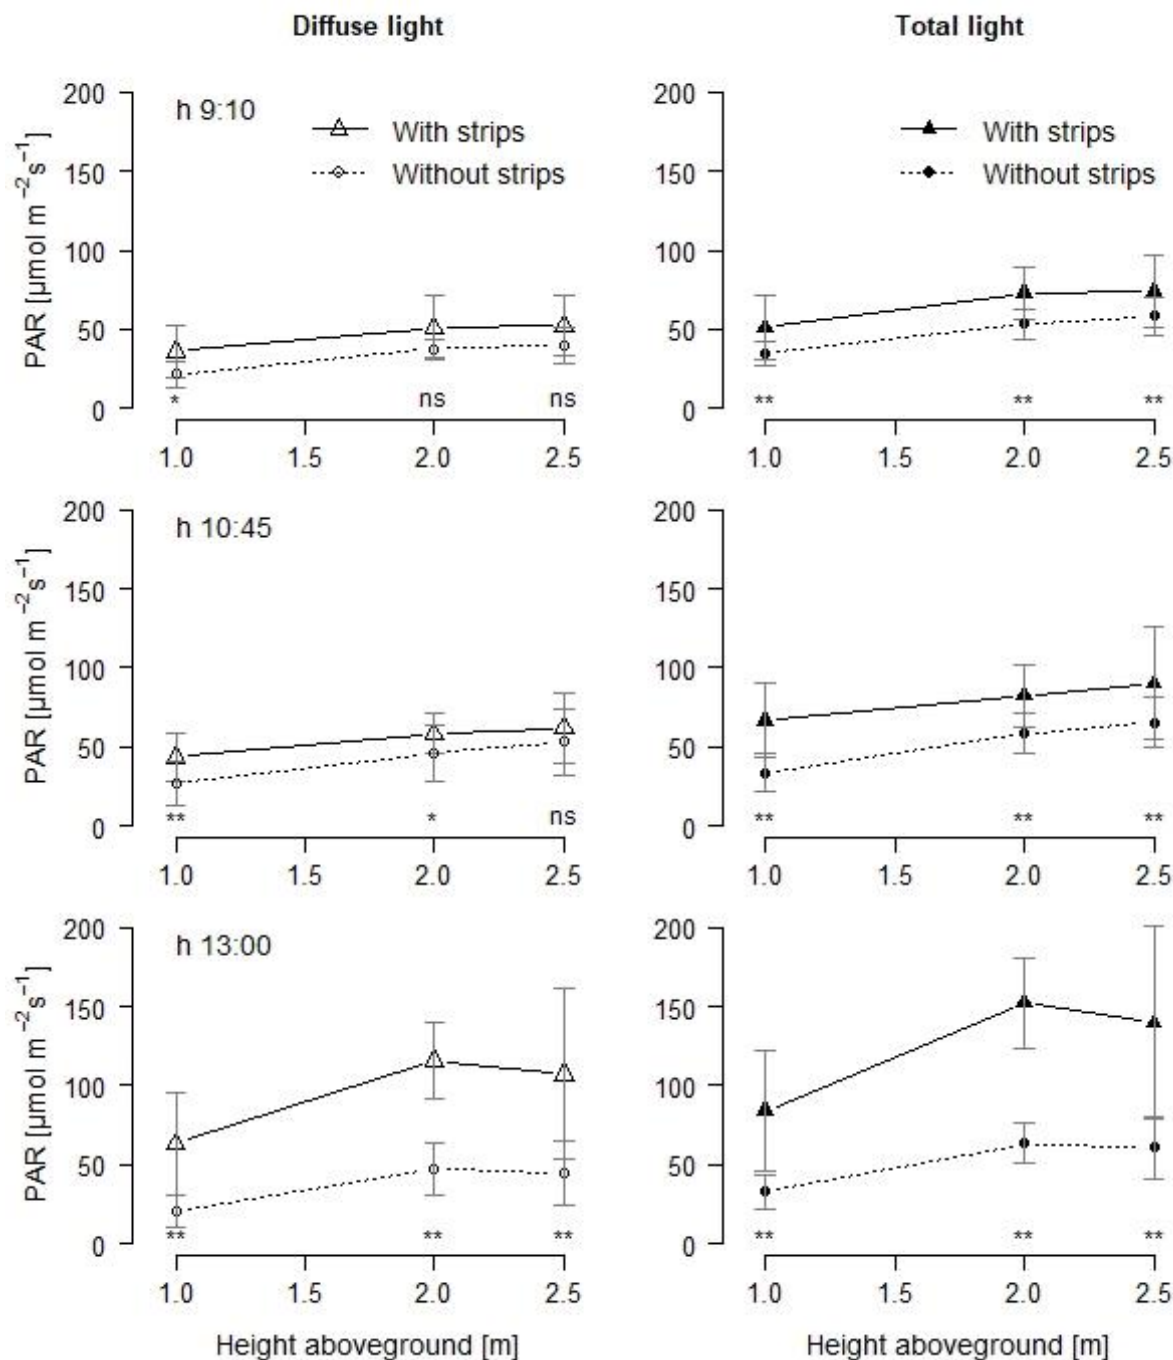 Diffuse light
Total light
h 9:10
With strips
Without strips
With strips
Without strips
PAR [µmol m⁻²s⁻¹]
200
150
100
50
0
* ns ns
1.0 1.5 2.0 2.5
200
150
100
50
0
** ** **
1.0 1.5 2.0 2.5
h 10:45
PAR [µmol m⁻²s⁻¹]
200
150
100
50
0
** * ns
1.0 1.5 2.0 2.5
200
150
100
50
0
** ** **
1.0 1.5 2.0 2.5
h 13:00
PAR [µmol m⁻²s⁻¹]
200
150
100
50
0
** ** **
1.0 1.5 2.0 2.5
Height aboveground [m]
200
150
100
50
0
** ** **
1.0 1.5 2.0 2.5
Height aboveground [m]